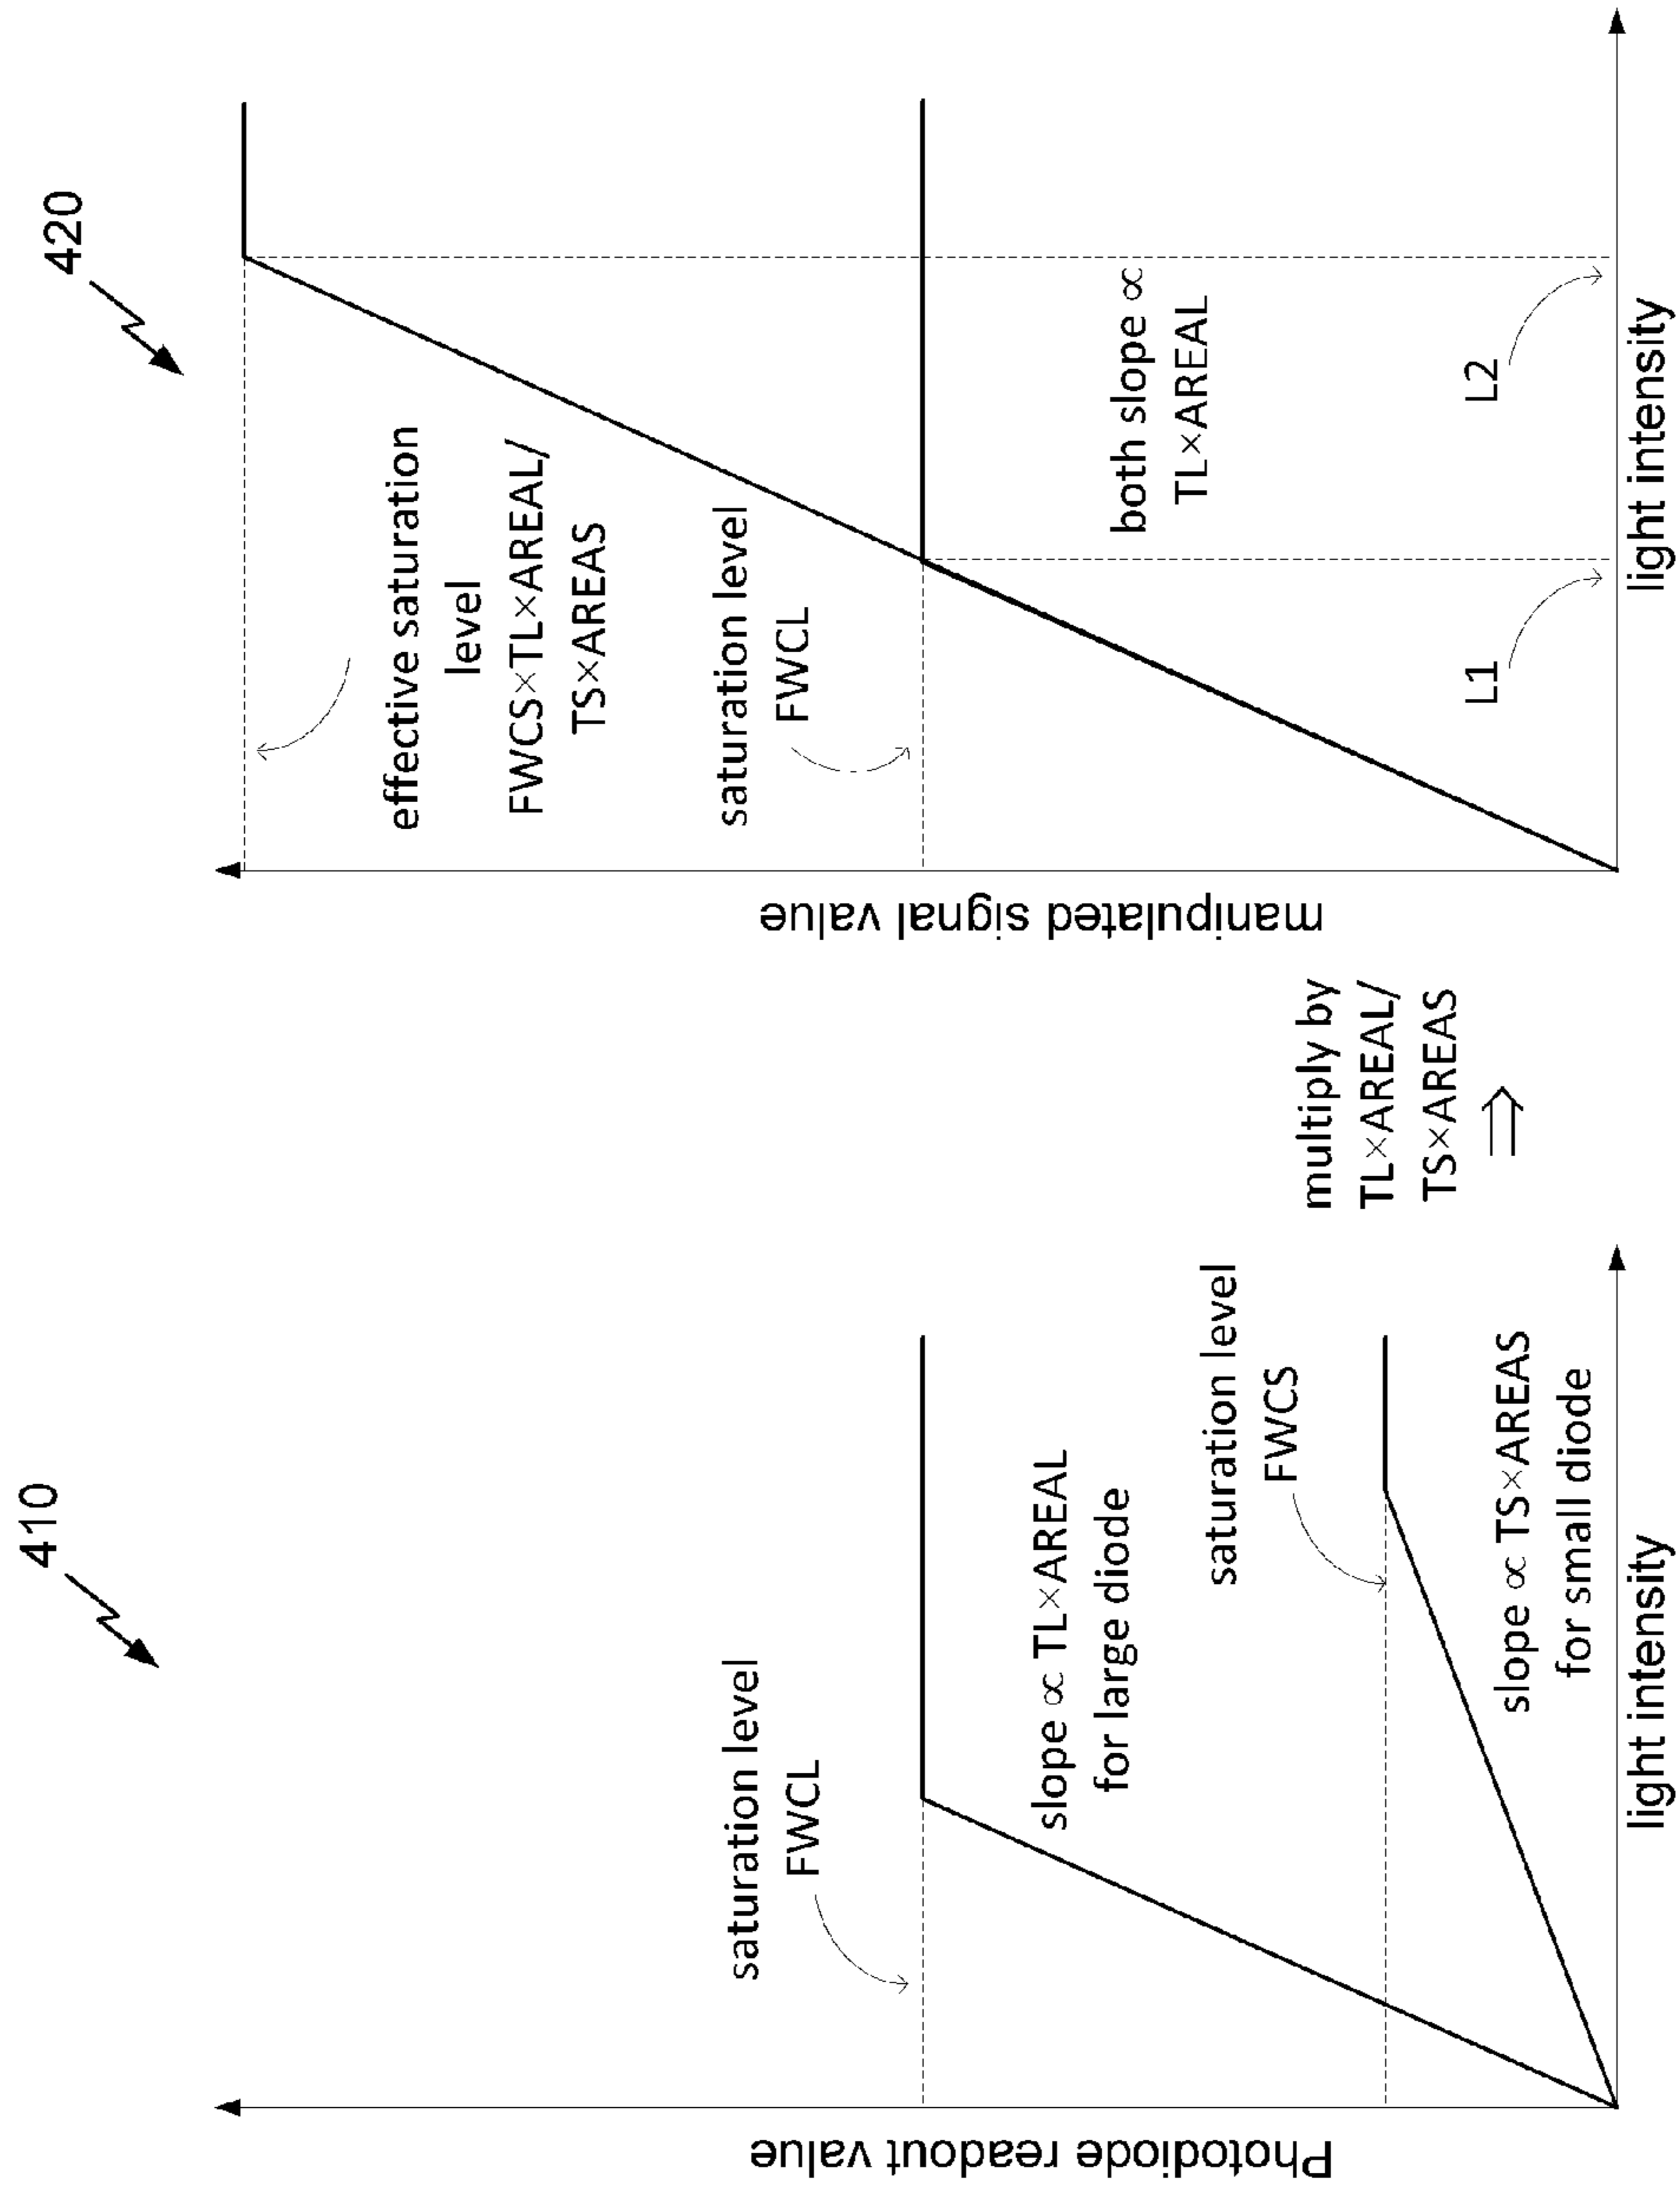 410
Photodiode readout value
saturation level
FWCL
slope ∝ TL×AREAL
for large diode
saturation level
FWCS
slope ∝ TS×AREAS
for small diode
light intensity
multiply by
TL×AREAL/
TS×AREAS
⇒
420
manipulated signal value
effective saturation
level
FWCS×TL×AREAL/
TS×AREAS
saturation level
FWCL
both slope ∝
TL×AREAL
L1
L2
light intensity